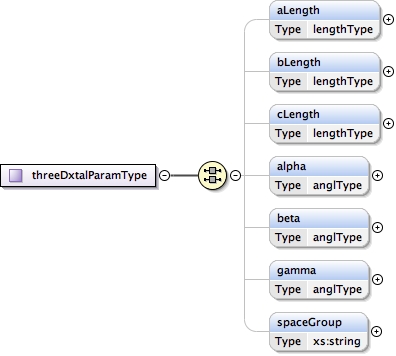 aLength
Type lengthType
bLength
Type lengthType
cLength
Type lengthType
threeDxtalParamType
alpha
Type anglType
beta
Type anglType
gamma
Type anglType
spaceGroup
Type xs:string